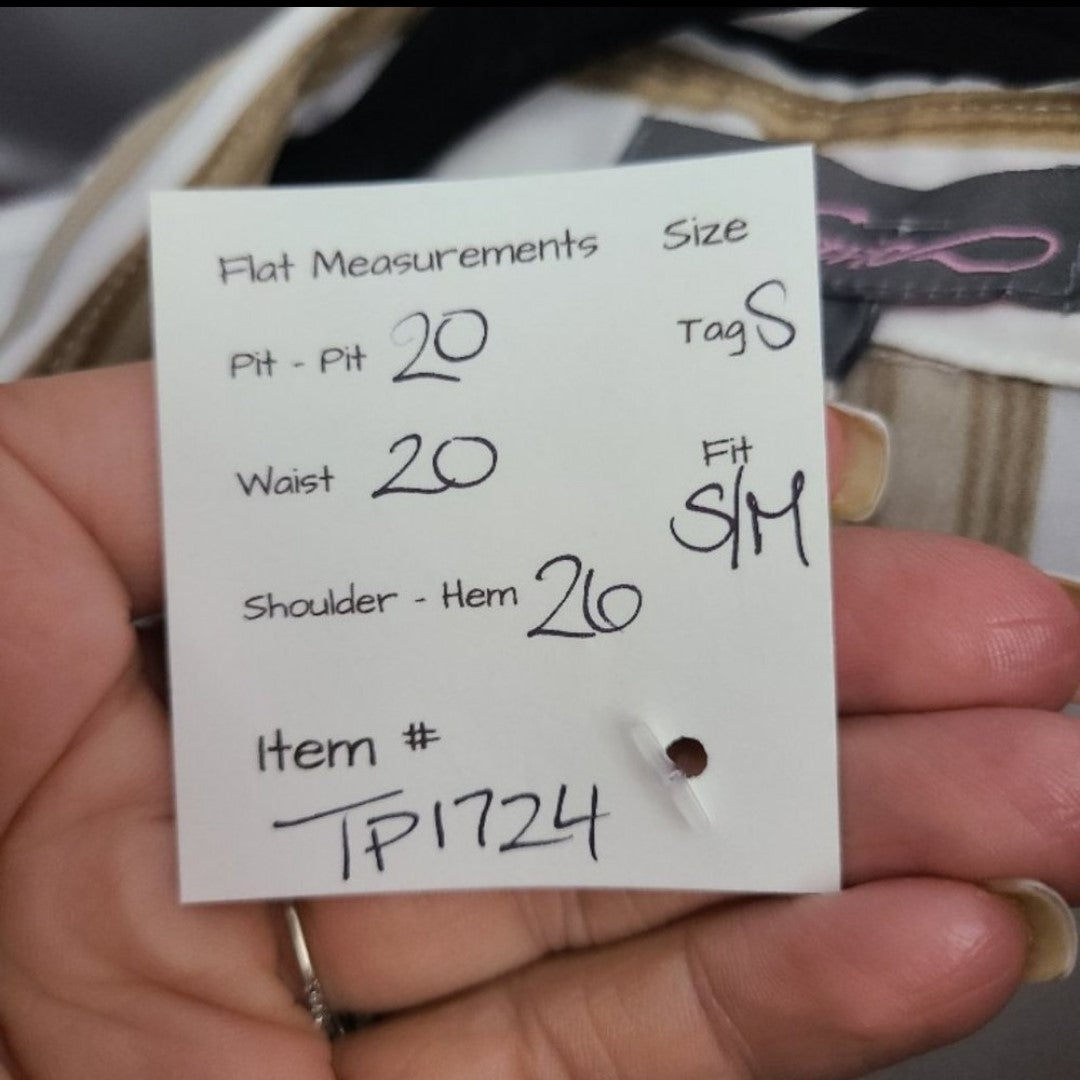 Flat Measurements Size
Pit - Pit 20 Tag S
Waist 20 Fit
S/M
Shoulder - Hem 26
Item #
TP1724